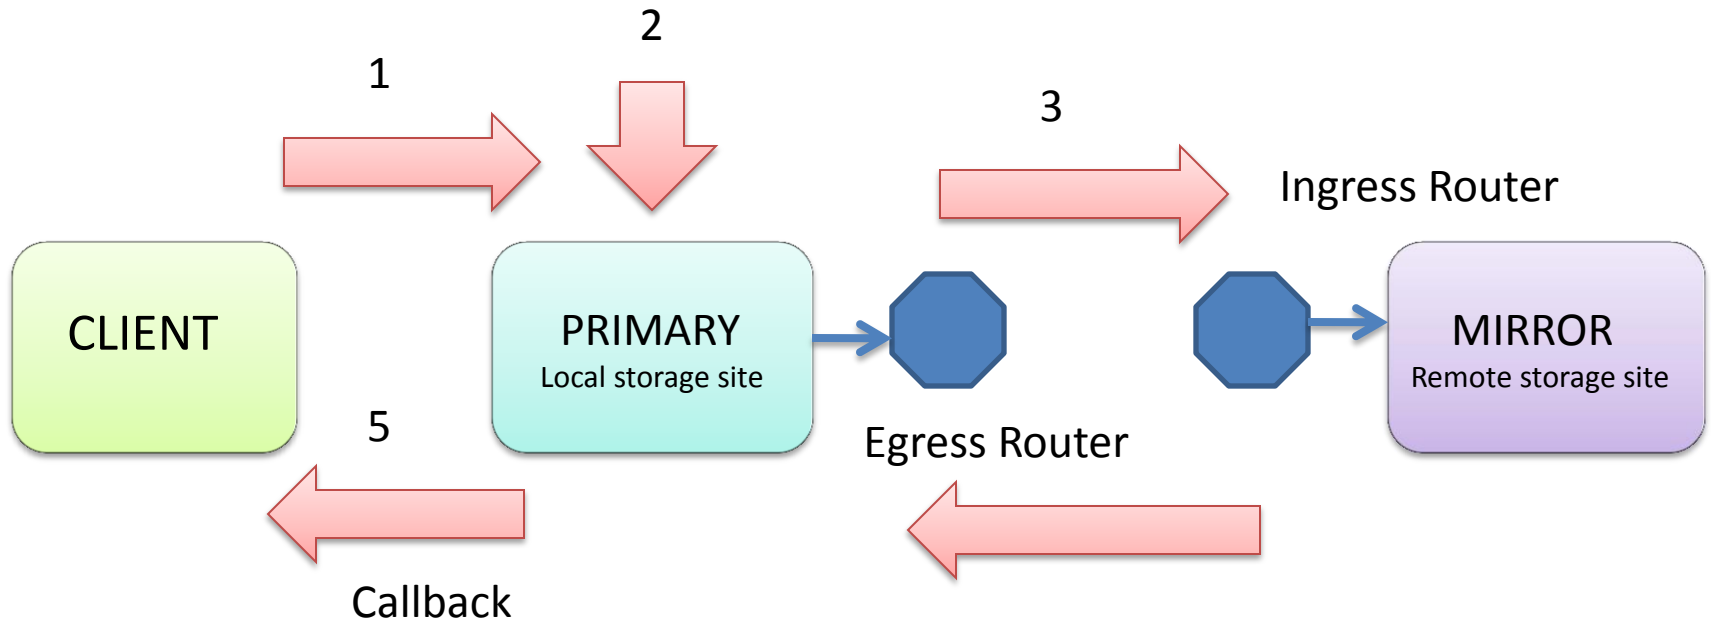 2
1
3
Ingress Router
CLIENT
PRIMARY
Local storage site
MIRROR
Remote storage site
5
Egress Router
Callback